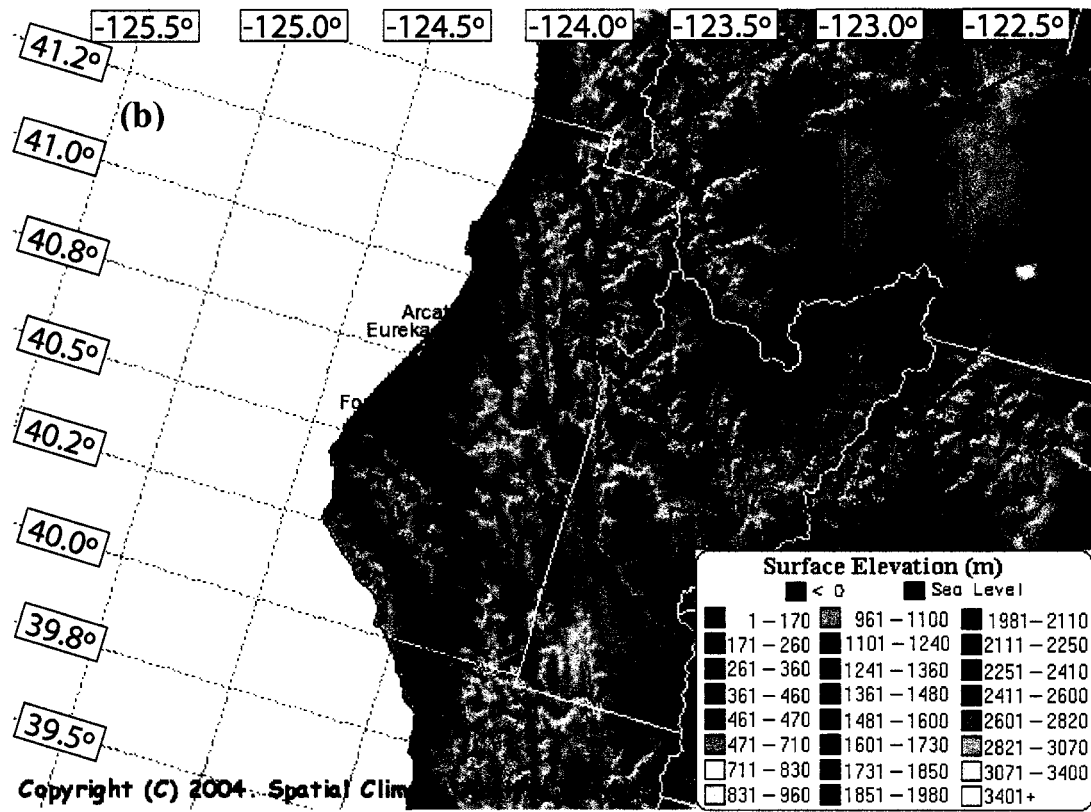 -125.5° -125.0° -124.5° -124.0° -123.5° -123.0° -122.5°
41.2°
(b)
41.0°
40.8°
Arcat
Eureka
40.5°
Fo
40.2°
40.0°
39.8°
39.5°
Surface Elevation (m)
< 0 Sea Level
1-170 961-1100 1981-2110
171-260 1101-1240 2111-2250
261-360 1241-1360 2251-2410
361-460 1361-1480 2411-2600
461-470 1481-1600 2601-2820
471-710 1601-1730 2821-3070
711-830 1731-1850 3071-3400
831-960 1851-1980 3401+
Copyright (C) 2004. Spatial Clim